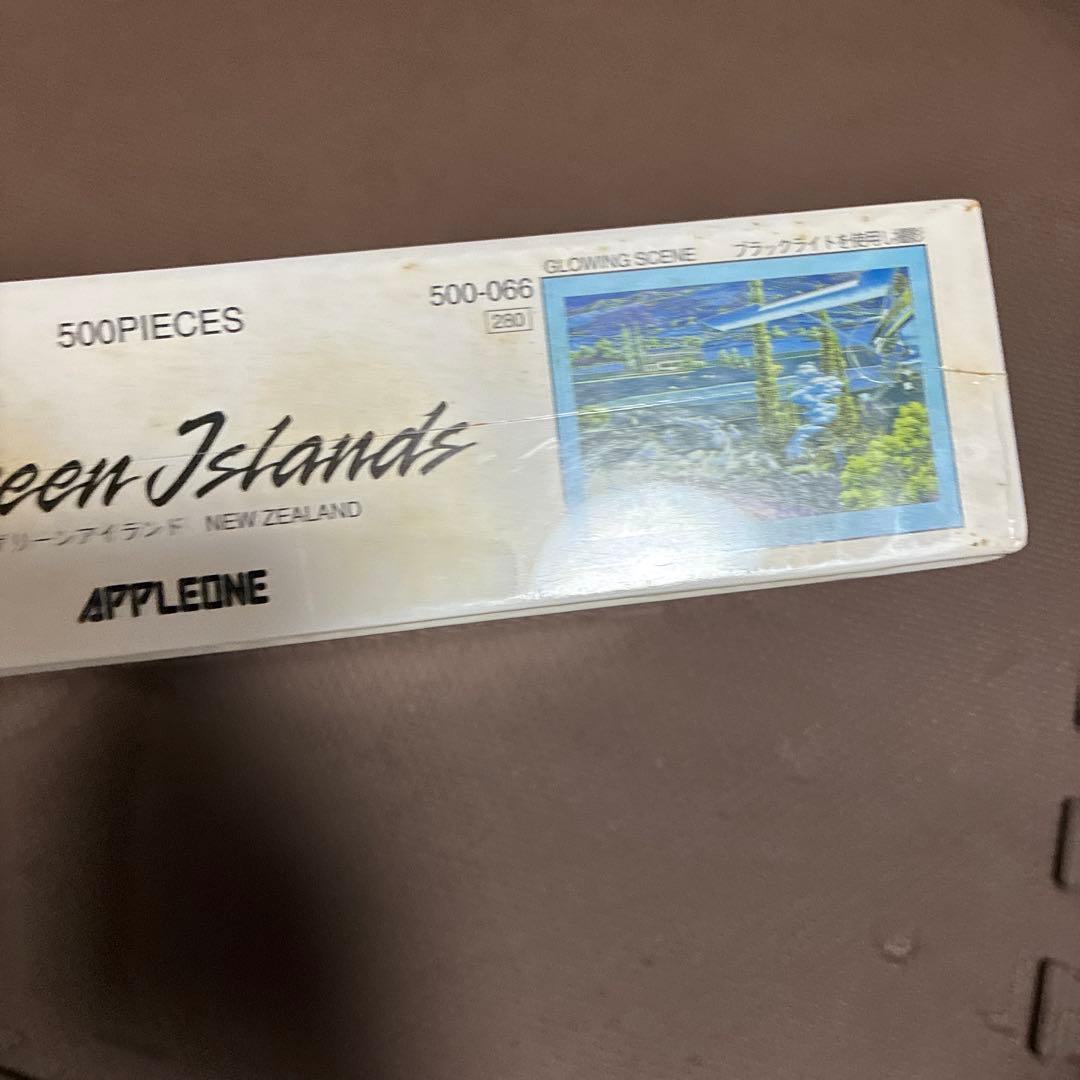 500PIECES
500-066
280
GLOWING SCENE ブラックライトを使用し撮影
een Islands
グリーンアイランド NEW ZEALAND
APPLEONE